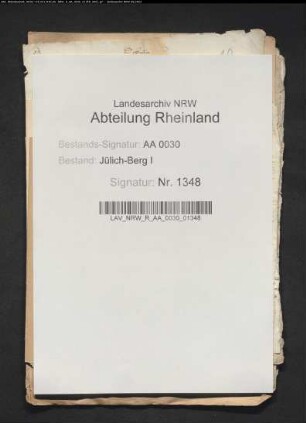 Landesarchiv NRW
Abteilung Rheinland
Bestands-Signatur: AA 0030
Bestand: Jülich-Berg I
Signatur: Nr. 1348
LAV_NRW_R_AA_0030_01348